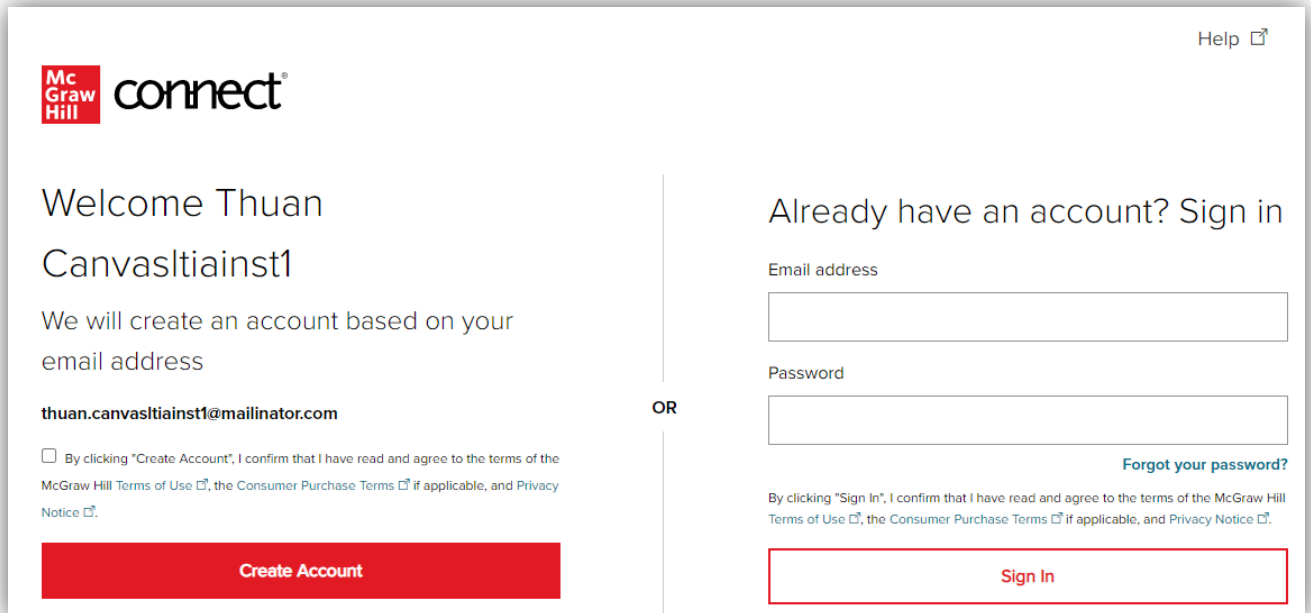 Help
Mc
Graw
Hill
connect®
Welcome Thuan
Canvasltiainst1
We will create an account based on your
email address
thuan.canvasltiainst1@mailinator.com
By clicking "Create Account", I confirm that I have read and agree to the terms of the
McGraw Hill Terms of Use, the Consumer Purchase Terms if applicable, and Privacy
Notice.
Create Account
OR
Already have an account? Sign in
Email address
Password
Forgot your password?
By clicking "Sign In", I confirm that I have read and agree to the terms of the McGraw Hill
Terms of Use, the Consumer Purchase Terms if applicable, and Privacy Notice.
Sign In